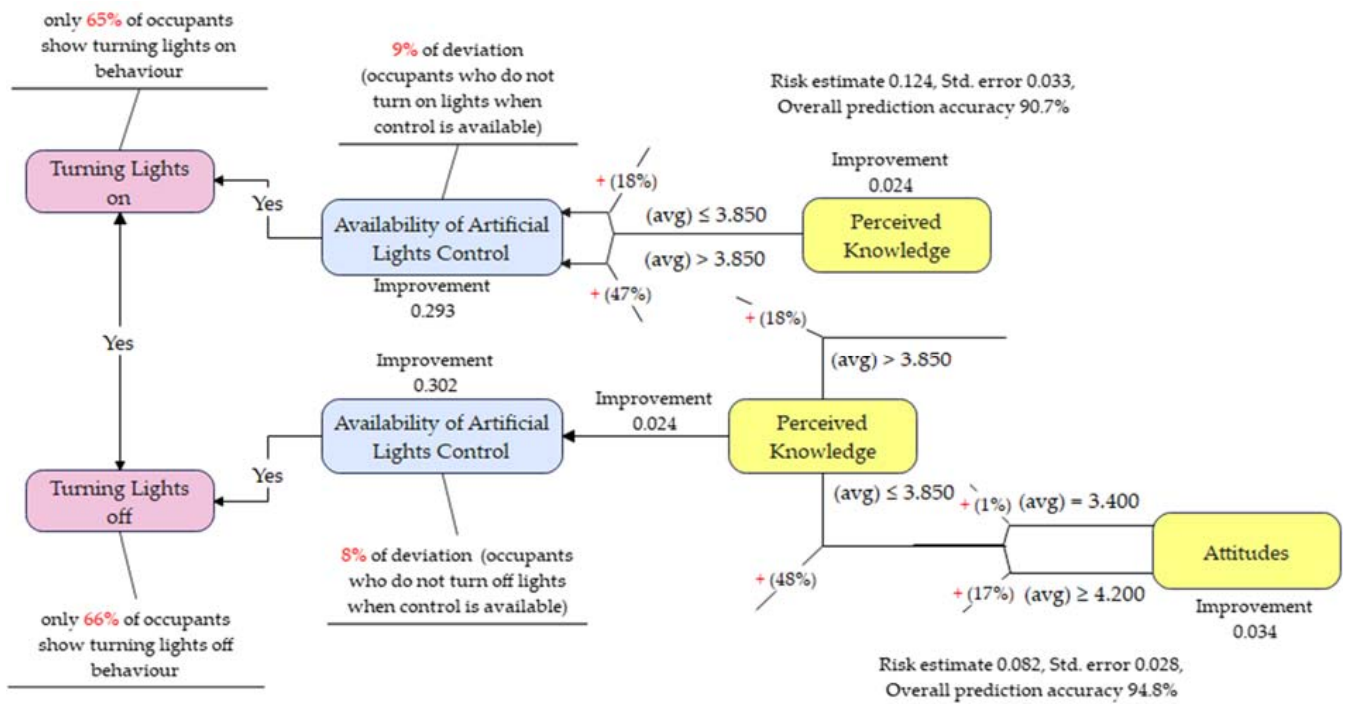 only 65% of occupants
show turning lights on
behaviour
9% of deviation
(occupants who do not
turn on lights when
control is available)
Risk estimate 0.124, Std. error 0.033,
Overall prediction accuracy 90.7%
Turning Lights
on
Yes
Availability of Artificial
Lights Control
Improvement
0.293
+ (18%)
(avg) ≤ 3.850
(avg) > 3.850
+ (47%)
Improvement
0.024
Perceived
Knowledge
Yes
Improvement
0.302
Availability of Artificial
Lights Control
Improvement
0.024
+ (18%)
(avg) > 3.850
Perceived
Knowledge
(avg) ≤ 3.850
+ (48%)
+ (1%) (avg) = 3.400
+ (17%) (avg) ≥ 4.200
Attitudes
Improvement
0.034
Yes
Turning Lights
off
8% of deviation (occupants
who do not turn off lights
when control is available)
only 66% of occupants
show turning lights off
behaviour
Risk estimate 0.082, Std. error 0.028,
Overall prediction accuracy 94.8%